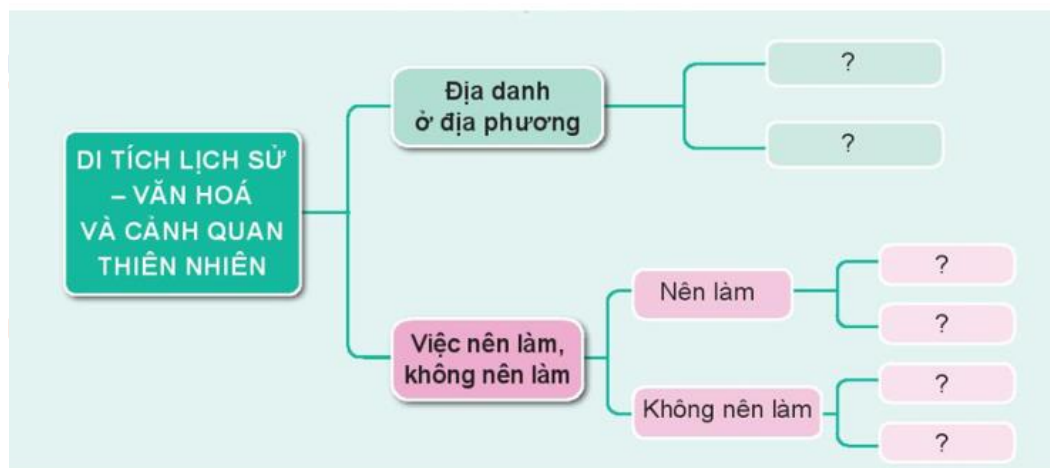 DI TÍCH LỊCH SỬ
– VĂN HOÁ
VÀ CẢNH QUAN
THIÊN NHIÊN
Địa danh
ở địa phương
?
?
Việc nên làm,
không nên làm
Nên làm
?
?
Không nên làm
?
?